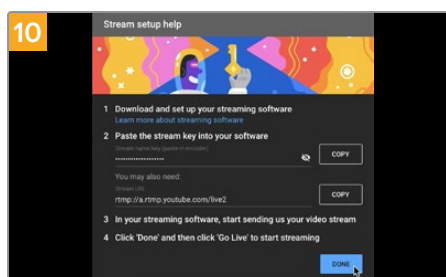 10
Stream setup help
1 Download and set up your streaming software
Learn more about streaming software
2 Paste the stream key into your software
Stream name/key (paste in encoder)
COPY
You may also need:
Stream URL
rtmp://a.rtmp.youtube.com/live2
COPY
3 In your streaming software, start sending us your video stream
4 Click 'Done' and then click 'Go Live' to start streaming
DONE